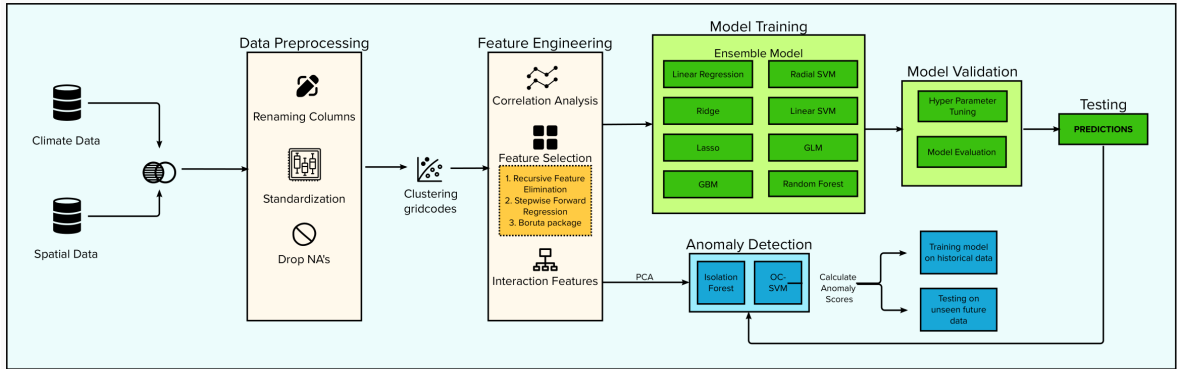 Climate Data
Spatial Data
Data Preprocessing
Renaming Columns
Standardization
Drop NA's
Clustering
gridcodes
Feature Engineering
Correlation Analysis
Feature Selection
1. Recursive Feature
Elimination
2. Stepwise Forward
Regression
3. Boruta package
Interaction Features
Model Training
Ensemble Model
Linear Regression
Radial SVM
Ridge
Linear SVM
Lasso
GLM
GBM
Random Forest
Model Validation
Hyper Parameter
Tuning
Model Evaluation
Testing
PREDICTIONS
PCA
Anomaly Detection
Isolation
Forest
OC-
SVM
Calculate
Anomaly
Scores
Training model
on historical data
Testing on
unseen future
data